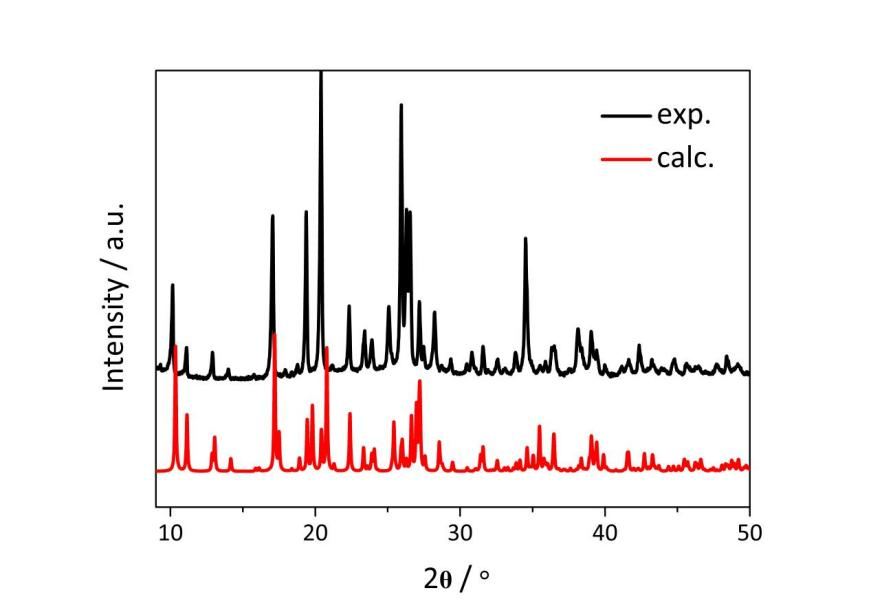 exp.
calc.
Intensity / a.u.
10 20 30 40 50
2θ / °